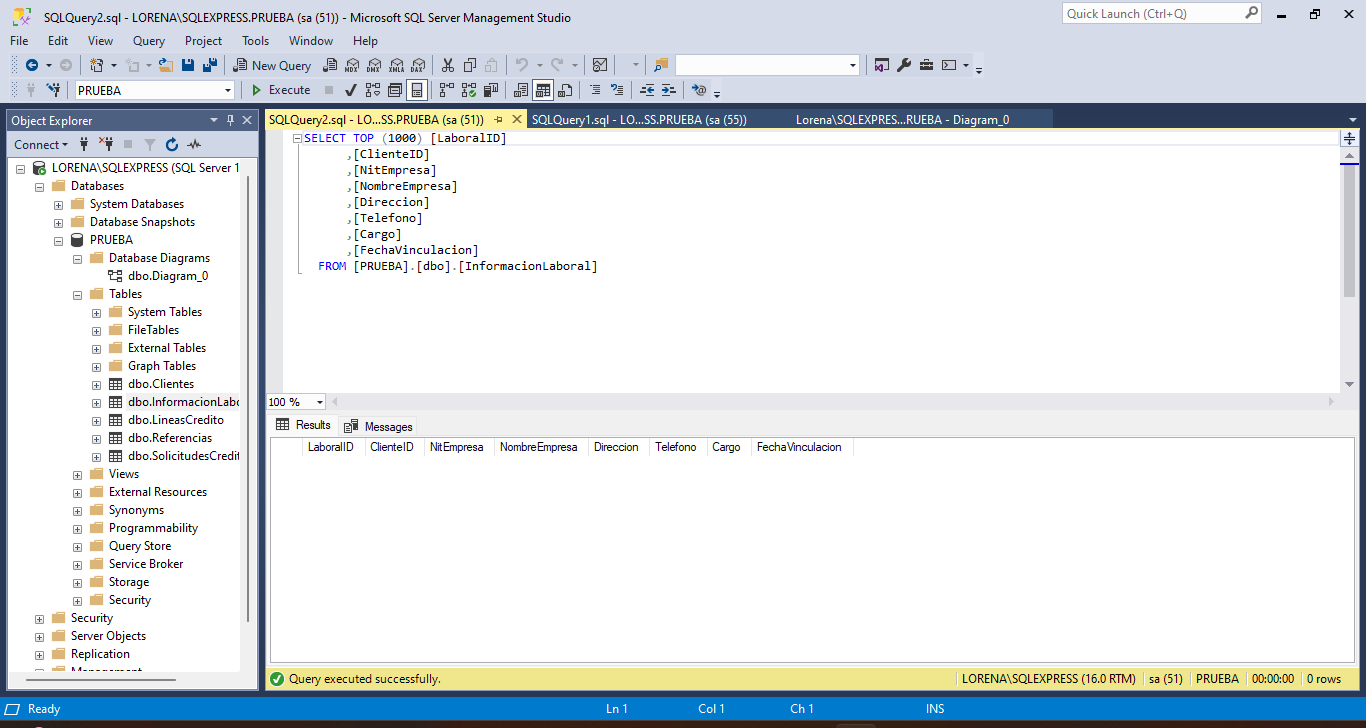 SQLQuery2.sql - LORENA\SQLEXPRESS.PRUEBA (sa (51)) - Microsoft SQL Server Management Studio
Quick Launch (Ctrl+Q)
File Edit View Query Project Tools Window Help
New Query MDX DMX XMLA DAX
PRUEBA Execute
Object Explorer
Connect
LORENA\SQLEXPRESS (SQL Server 1
Databases
System Databases
Database Snapshots
PRUEBA
Database Diagrams
dbo.Diagram_0
Tables
System Tables
FileTables
External Tables
Graph Tables
dbo.Clientes
dbo.InformacionLabo
dbo.LineasCredito
dbo.Referencias
dbo.SolicitudesCredit
Views
External Resources
Synonyms
Programmability
Query Store
Service Broker
Storage
Security
Security
Server Objects
Replication
Management
SQLQuery2.sql - LO...SS.PRUEBA (sa (51)) SQLQuery1.sql - LO...SS.PRUEBA (sa (55)) Lorena\SQLEXPRES...RUEBA - Diagram_0
SELECT TOP (1000) [LaboralID]
,[ClienteID]
,[NitEmpresa]
,[NombreEmpresa]
,[Direccion]
,[Telefono]
,[Cargo]
,[FechaVinculacion]
FROM [PRUEBA].[dbo].[InformacionLaboral]
100 %
Results Messages
LaboralID ClienteID NitEmpresa NombreEmpresa Direccion Telefono Cargo FechaVinculacion
Query executed successfully. LORENA\SQLEXPRESS (16.0 RTM) sa (51) PRUEBA 00:00:00 0 rows
Ready Ln 1 Col 1 Ch 1 INS